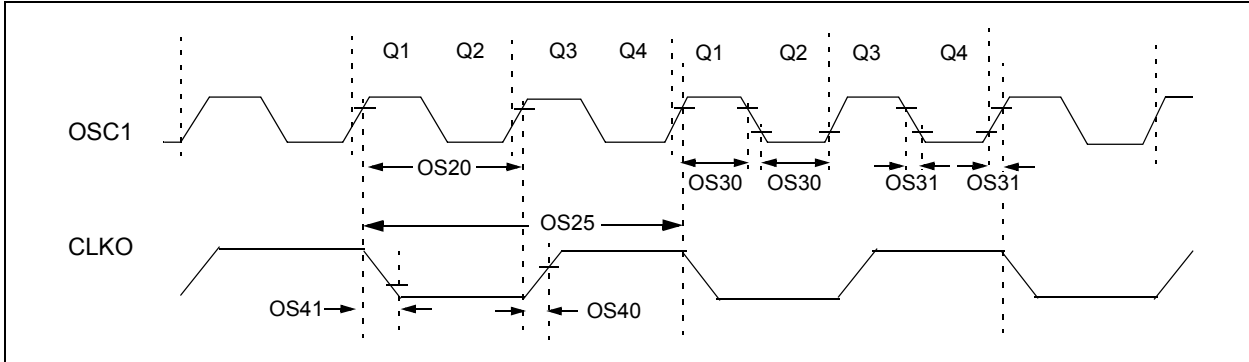 Q1 Q2 Q3 Q4 Q1 Q2 Q3 Q4
OSC1
OS20
OS30 OS30 OS31 OS31
OS25
CLKO
OS41 OS40